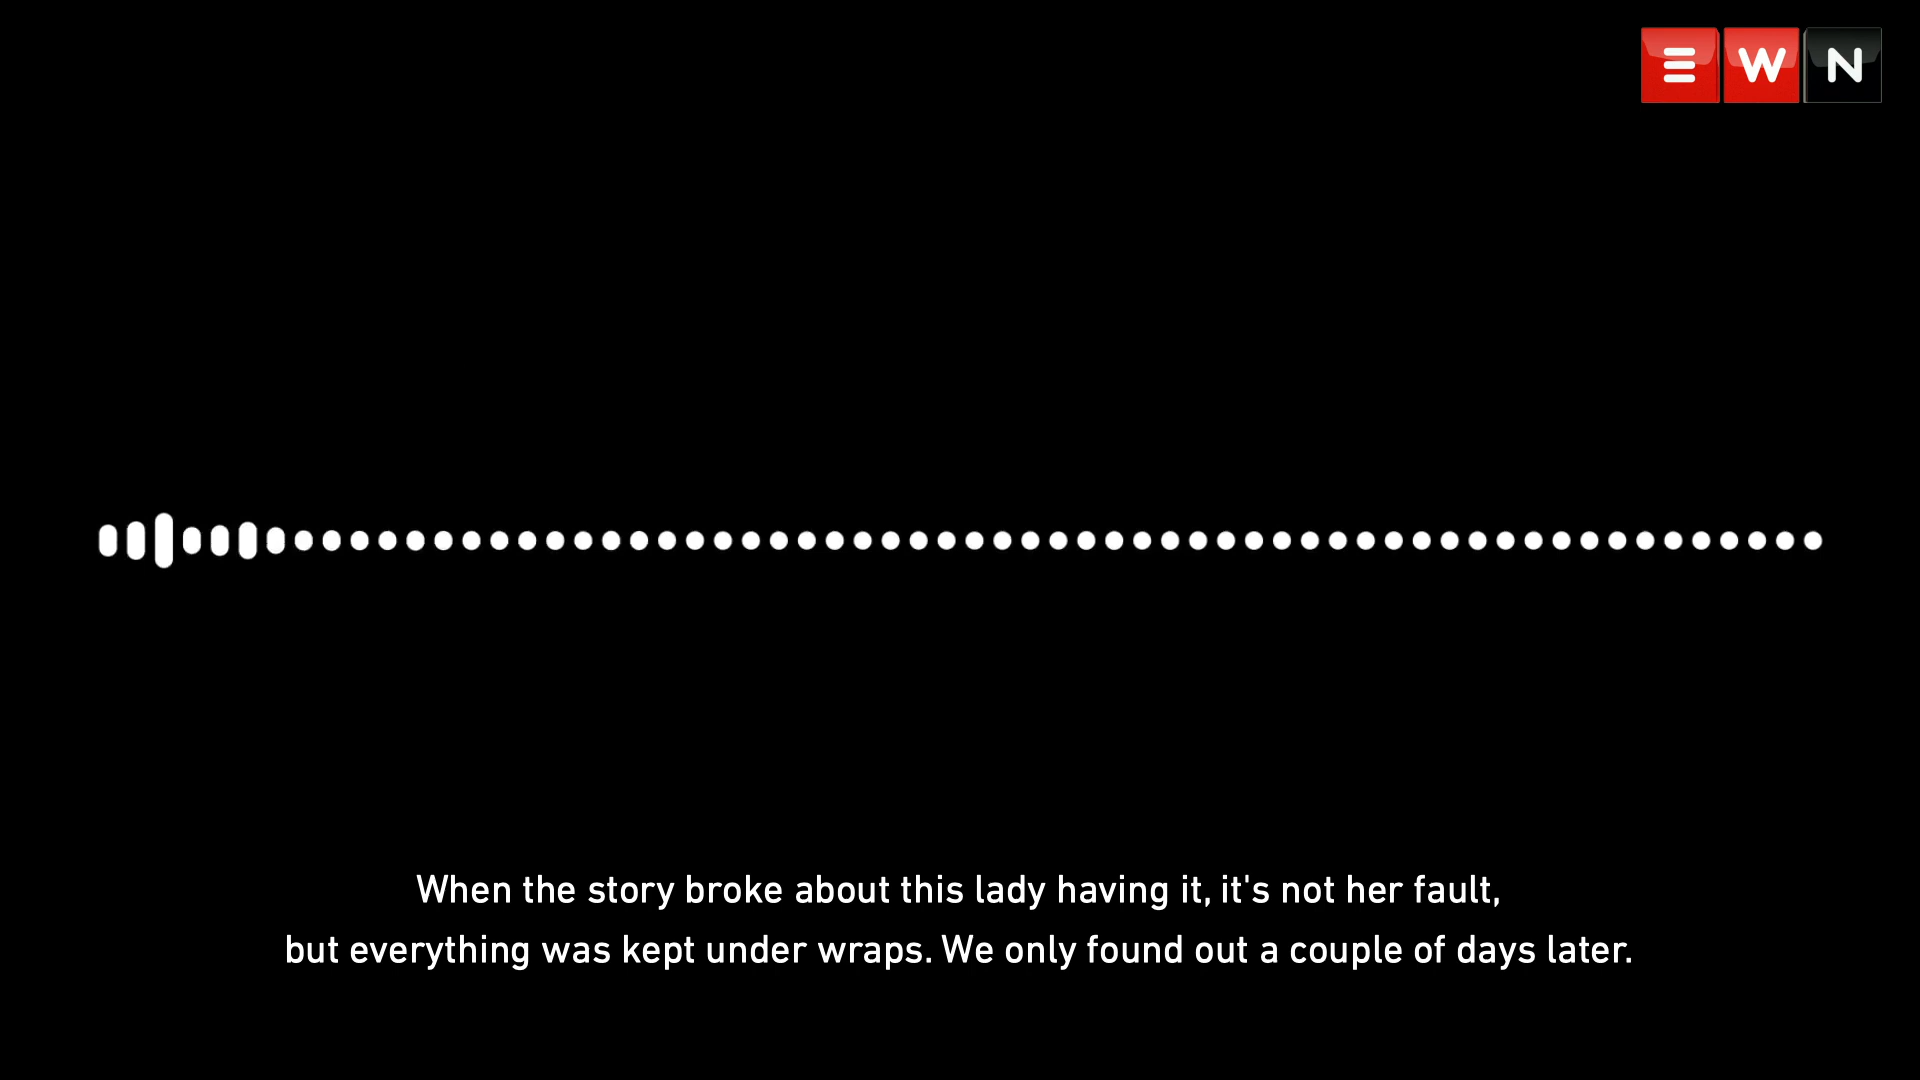 EWN
When the story broke about this lady having it, it's not her fault,
but everything was kept under wraps. We only found out a couple of days later.